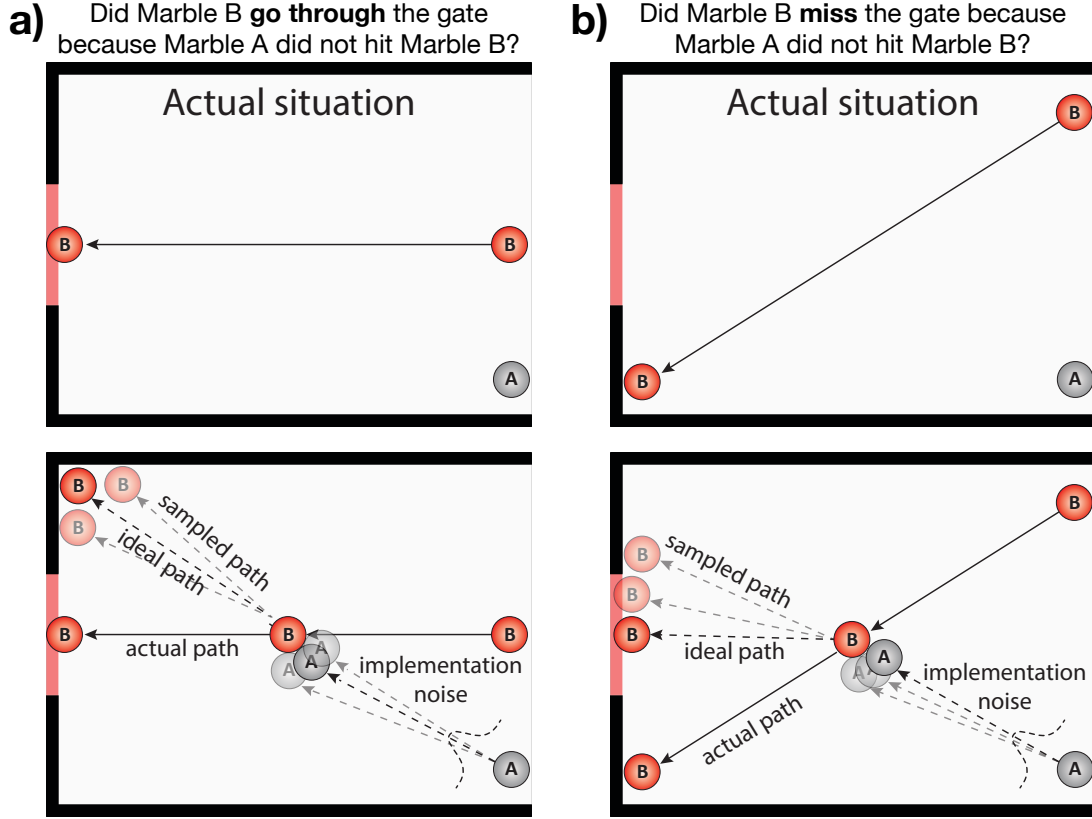 a)
Did Marble B go through the gate
because Marble A did not hit Marble B?
Actual situation
B
B
A
B
B
B
sampled path
ideal path
B
B
B
A
A
A
actual path
implementation
noise
A
b)
Did Marble B miss the gate because
Marble A did not hit Marble B?
Actual situation
B
B
A
B
B
sampled path
B
B
B
ideal path
A
A
A
implementation
noise
actual path
B
A